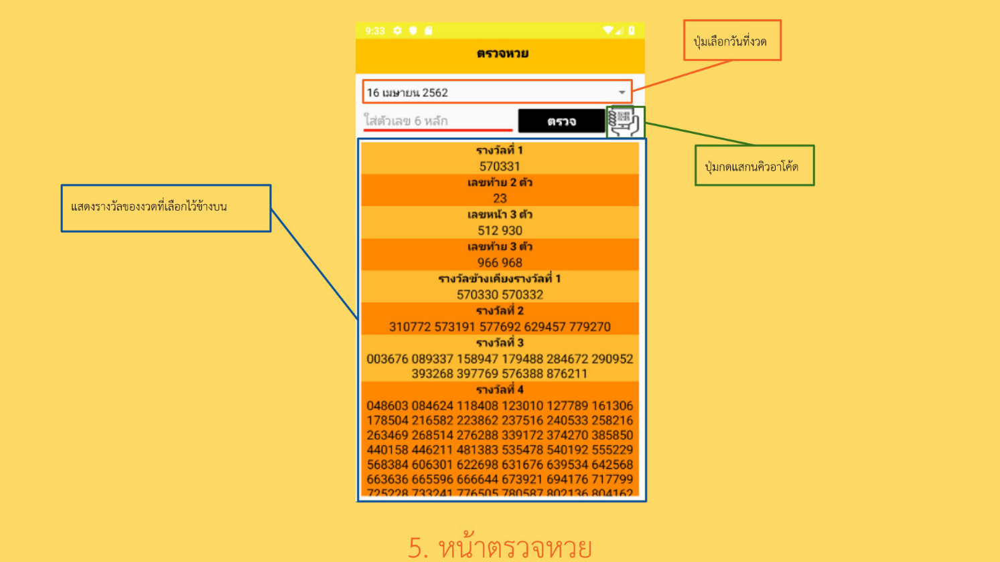 9:33
ตรวจหวย
ปุ่มเลือกวันที่งวด
16 เมษายน 2562
ใส่ตัวเลข 6 หลัก
ตรวจ
ปุ่มกดแสกนคิวอาโค้ด
แสดงรางวัลของงวดที่เลือกไว้ข้างบน
รางวัลที่ 1
570331
เลขท้าย 2 ตัว
23
เลขหน้า 3 ตัว
512 930
เลขท้าย 3 ตัว
966 968
รางวัลข้างเคียงรางวัลที่ 1
570330 570332
รางวัลที่ 2
310772 573191 577692 629457 779270
รางวัลที่ 3
003676 089337 158947 179488 284672 290952
393268 397769 576388 876211
รางวัลที่ 4
048603 084624 118408 123010 127789 161306
178504 216582 223862 237516 240533 258216
263469 268514 276288 339172 374270 385850
440158 446211 481383 535478 540192 555229
568384 606301 622698 631676 639534 642568
663636 665596 666644 673921 694176 717799
725228 733241 776505 780587 802136 804162
5. หน้าตรวจหวย